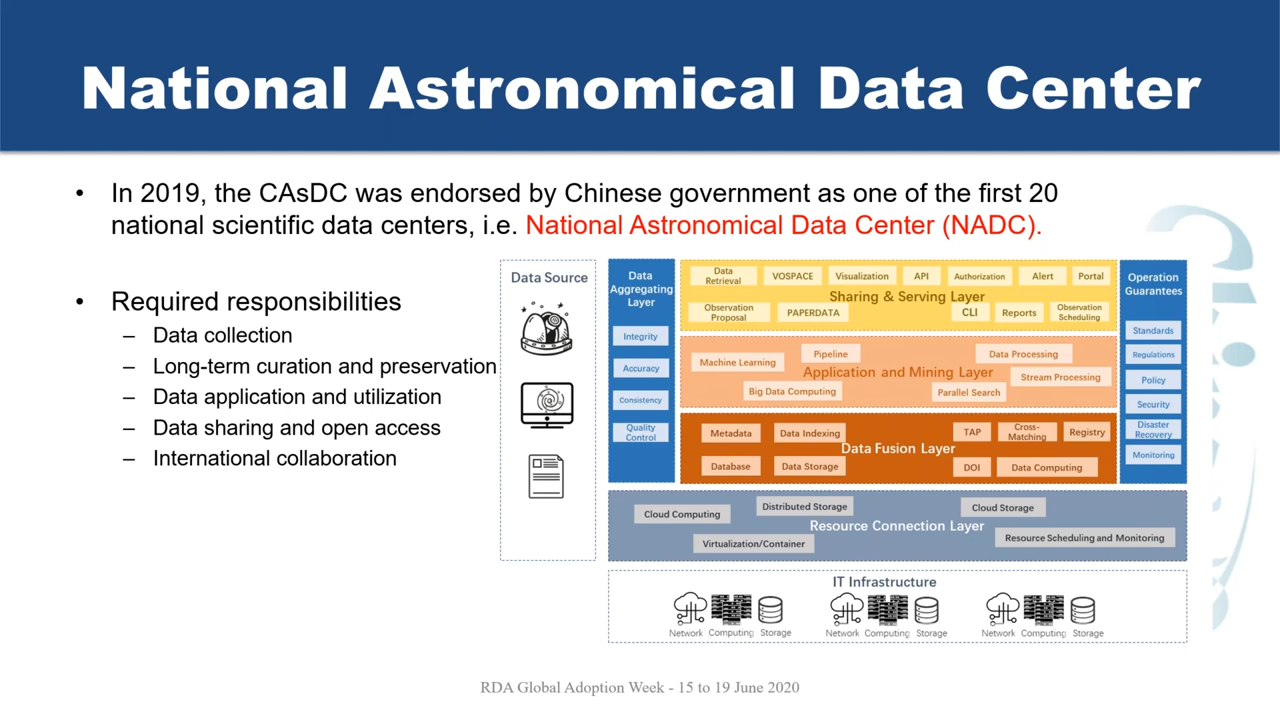 National Astronomical Data Center
• In 2019, the CAsDC was endorsed by Chinese government as one of the first 20
national scientific data centers, i.e. National Astronomical Data Center (NADC).
• Required responsibilities
– Data collection
– Long-term curation and preservation
– Data application and utilization
– Data sharing and open access
– International collaboration
Data Source
Data
Aggregating
Layer
Integrity
Accuracy
Consistency
Quality
Control
Data
Retrieval
VOSPACE
Visualization
API
Authorization
Alert
Portal
Sharing & Serving Layer
Observation
Proposal
PAPERDATA
CLI
Reports
Observation
Scheduling
Machine Learning
Pipeline
Data Processing
Application and Mining Layer
Stream Processing
Big Data Computing
Parallel Search
Metadata
Data Indexing
TAP
Cross-
Matching
Registry
Data Fusion Layer
Database
Data Storage
DOI
Data Computing
Operation
Guarantees
Standards
Regulations
Policy
Security
Disaster
Recovery
Monitoring
Cloud Computing
Distributed Storage
Cloud Storage
Resource Connection Layer
Virtualization/Container
Resource Scheduling and Monitoring
IT Infrastructure
Network Computing Storage
Network Computing Storage
Network Computing Storage
RDA Global Adoption Week - 15 to 19 June 2020